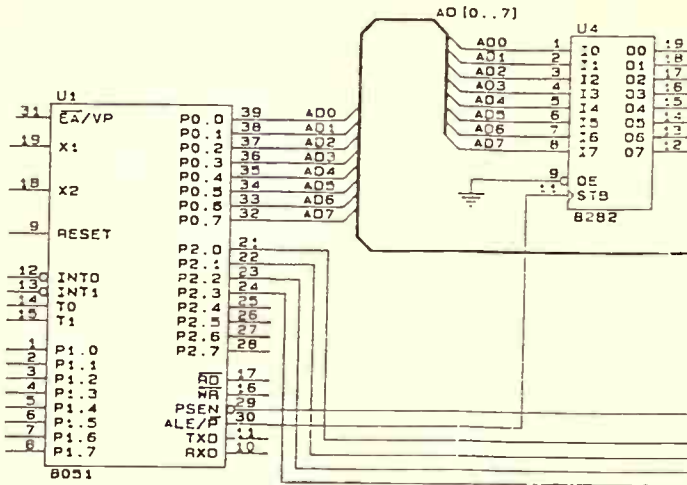 AD[0..7]
U4
AD0 1 I0 O0 19
AD1 2 I1 O1 18
AD2 3 I2 O2 17
AD3 4 I3 O3 16
AD4 5 I4 O4 15
AD5 6 I5 O5 14
AD6 7 I6 O6 13
AD7 8 I7 O7 12
9 OE
11 STB
8282
U1
31 EA/VP P0.0 39 AD0
P0.1 38 AD1
19 X1 P0.2 37 AD2
P0.3 36 AD3
P0.4 35 AD4
18 X2 P0.5 34 AD5
P0.6 33 AD6
P0.7 32 AD7
9 RESET
P2.0 21
P2.1 22
12 INT0 P2.2 23
13 INT1 P2.3 24
14 T0 P2.4 25
15 T1 P2.5 26
P2.6 27
1 P1.0 P2.7 28
2 P1.1
3 P1.2 RD 17
4 P1.3 WR 16
5 P1.4 PSEN 29
6 P1.5 ALE/P 30
7 P1.6 TXD 11
8 P1.7 RXD 10
8051